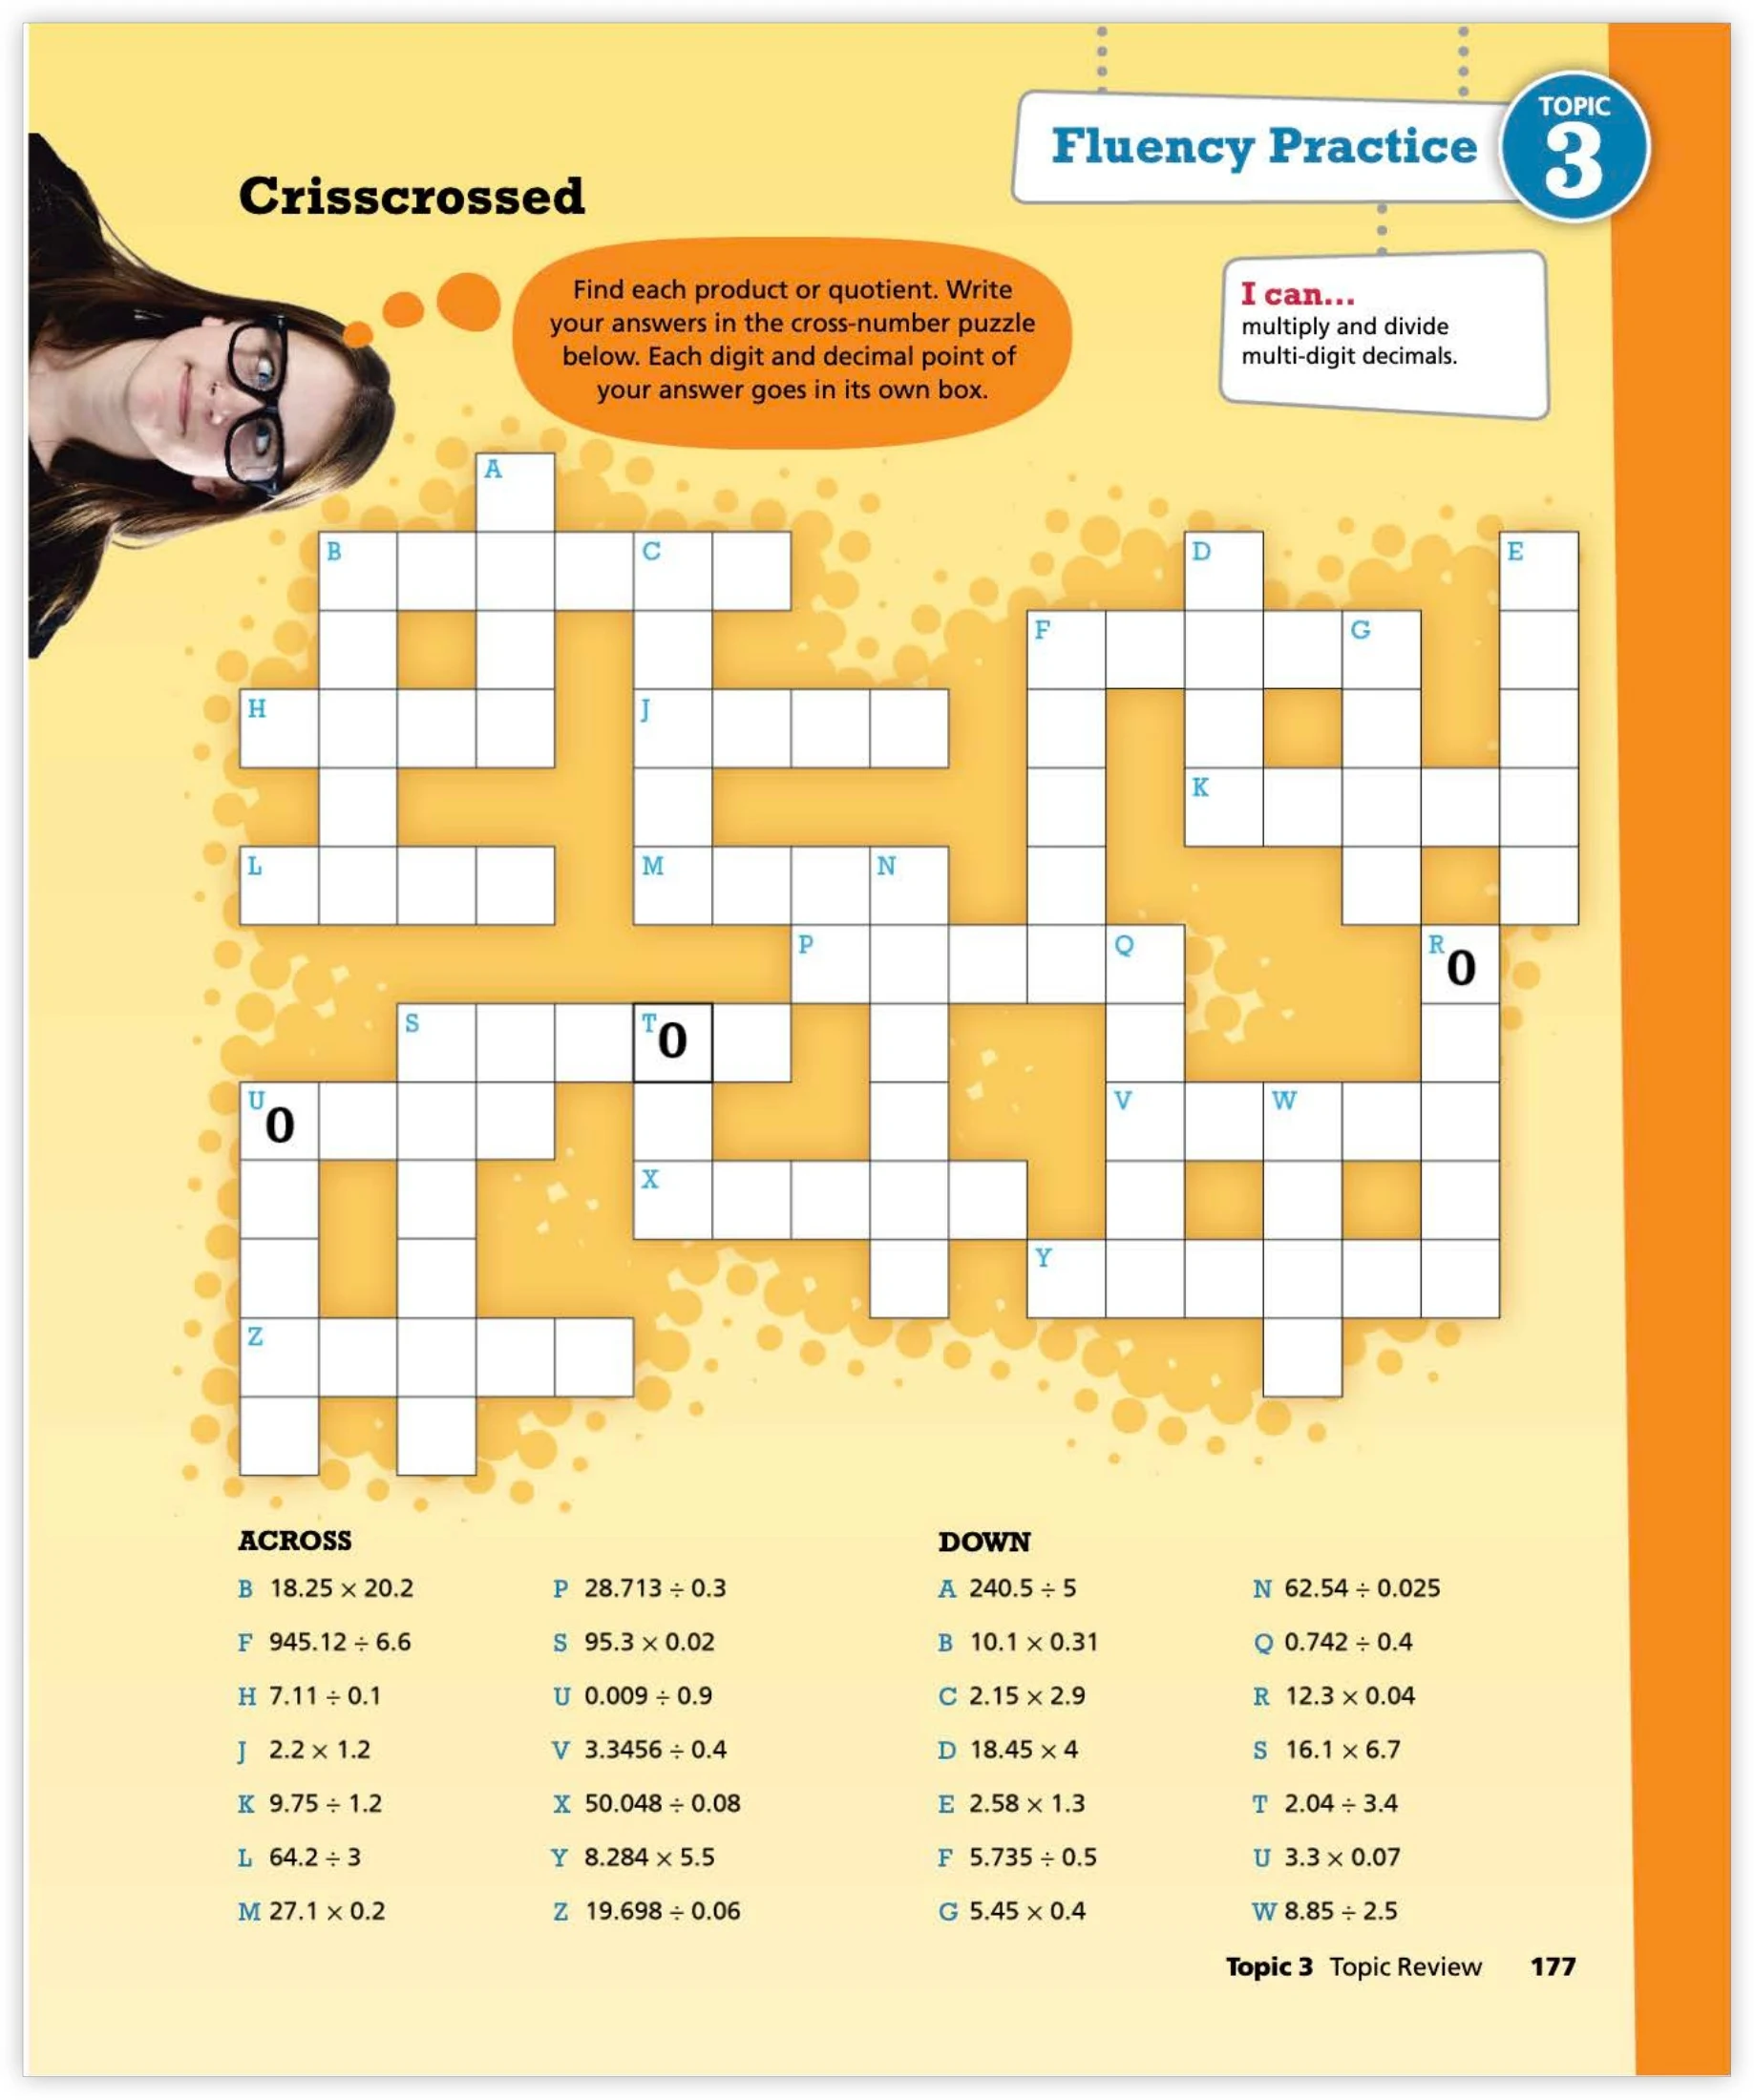 TOPIC
3
Fluency Practice
Crisscrossed
Find each product or quotient. Write
your answers in the cross-number puzzle
below. Each digit and decimal point of
your answer goes in its own box.
I can...
multiply and divide
multi-digit decimals.
A
B C
D
E
F G
H J
K
L M N
P Q
R 0
S T 0
U 0
V W
X
Y
Z
ACROSS
B 18.25 × 20.2
F 945.12 ÷ 6.6
H 7.11 ÷ 0.1
J 2.2 × 1.2
K 9.75 ÷ 1.2
L 64.2 ÷ 3
M 27.1 × 0.2
P 28.713 ÷ 0.3
S 95.3 × 0.02
U 0.009 ÷ 0.9
V 3.3456 ÷ 0.4
X 50.048 ÷ 0.08
Y 8.284 × 5.5
Z 19.698 ÷ 0.06
DOWN
A 240.5 ÷ 5
B 10.1 × 0.31
C 2.15 × 2.9
D 18.45 × 4
E 2.58 × 1.3
F 5.735 ÷ 0.5
G 5.45 × 0.4
N 62.54 ÷ 0.025
Q 0.742 ÷ 0.4
R 12.3 × 0.04
S 16.1 × 6.7
T 2.04 ÷ 3.4
U 3.3 × 0.07
W 8.85 ÷ 2.5
Topic 3 Topic Review 177